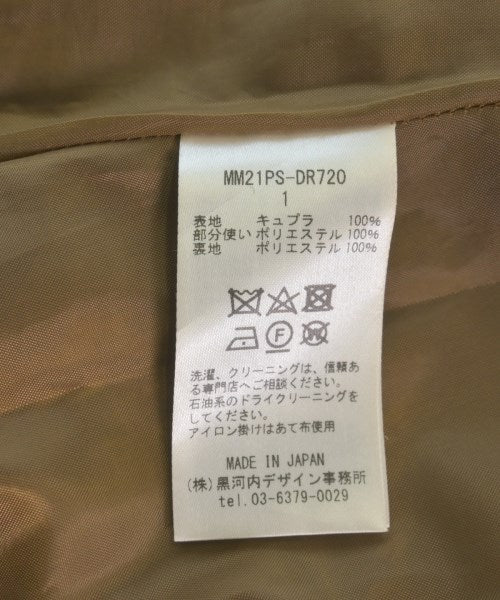 MM21PS-DR720
1
表地 キュプラ 100%
部分使い ポリエステル 100%
裏地 ポリエステル 100%
洗濯、クリーニングは、信頼あ
る専門店へご相談ください。
石油系のドライクリーニングを
してください。
アイロン掛けはあて布使用
MADE IN JAPAN
(株)黒河内デザイン事務所
tel. 03-6379-0029